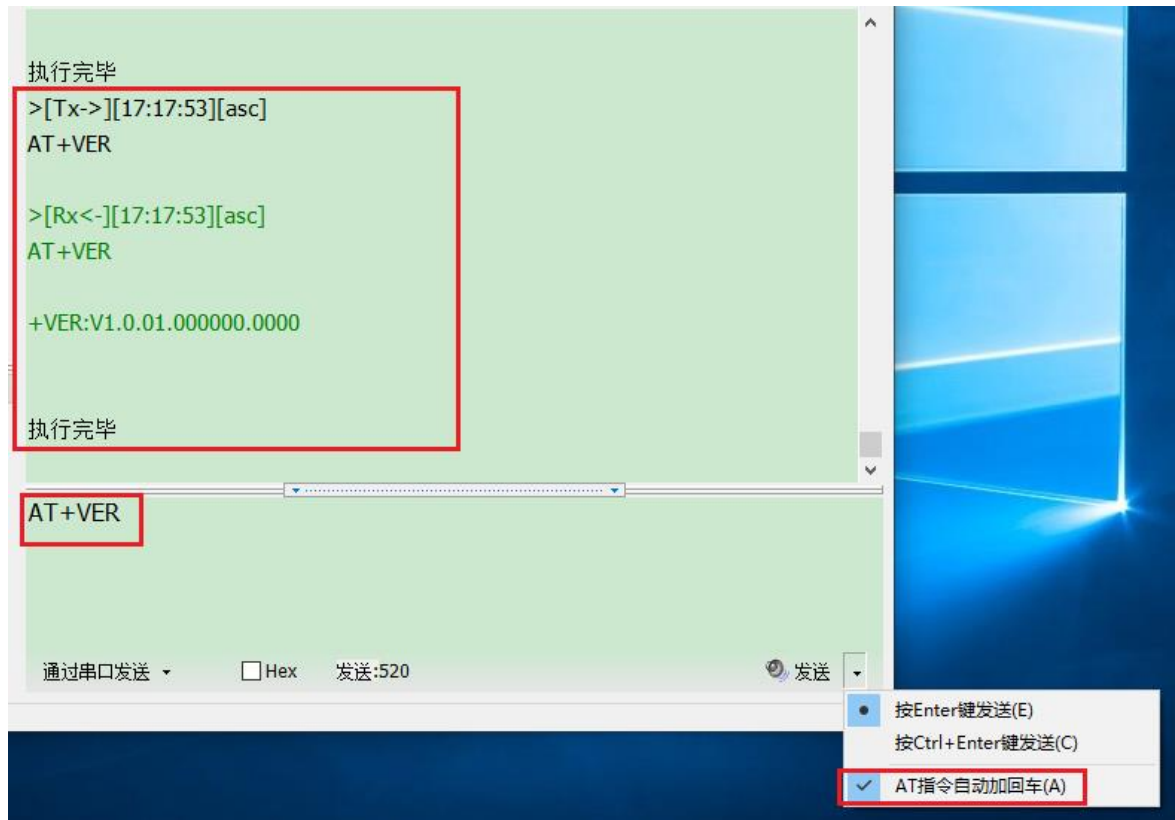 执行完毕
>[Tx->][17:17:53][asc]
AT+VER
>[Rx<-][17:17:53][asc]
AT+VER
+VER:V1.0.01.000000.0000
执行完毕
AT+VER
通过串口发送 Hex 发送:520 发送
按Enter键发送(E)
按Ctrl+Enter键发送(C)
AT指令自动加回车(A)